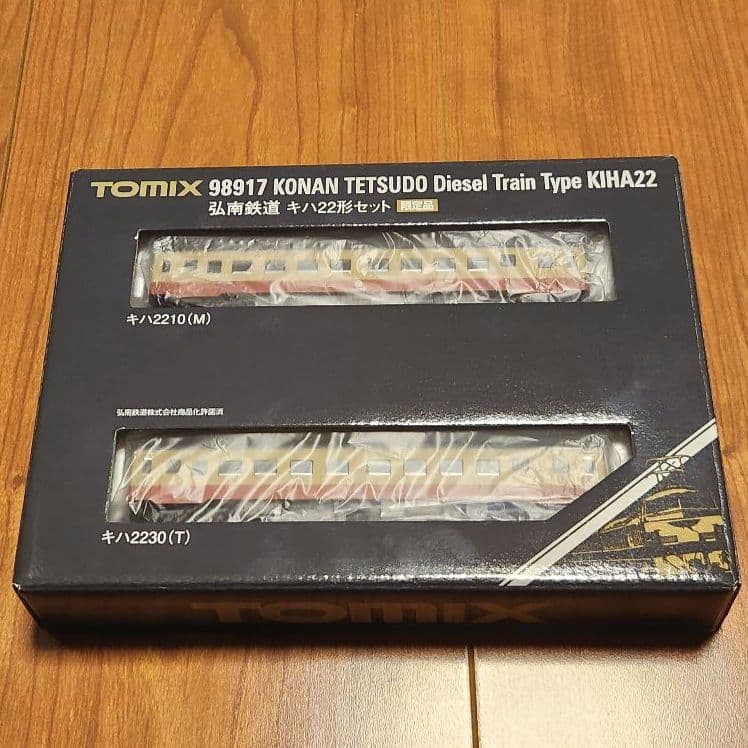 TOMIX 98917 KONAN TETSUDO Diesel Train Type KIHA22
弘南鉄道 キハ22形セット 限定品
キハ2210(M)
弘南鉄道株式会社商品化許諾済
キハ2230(T)
TOMIX